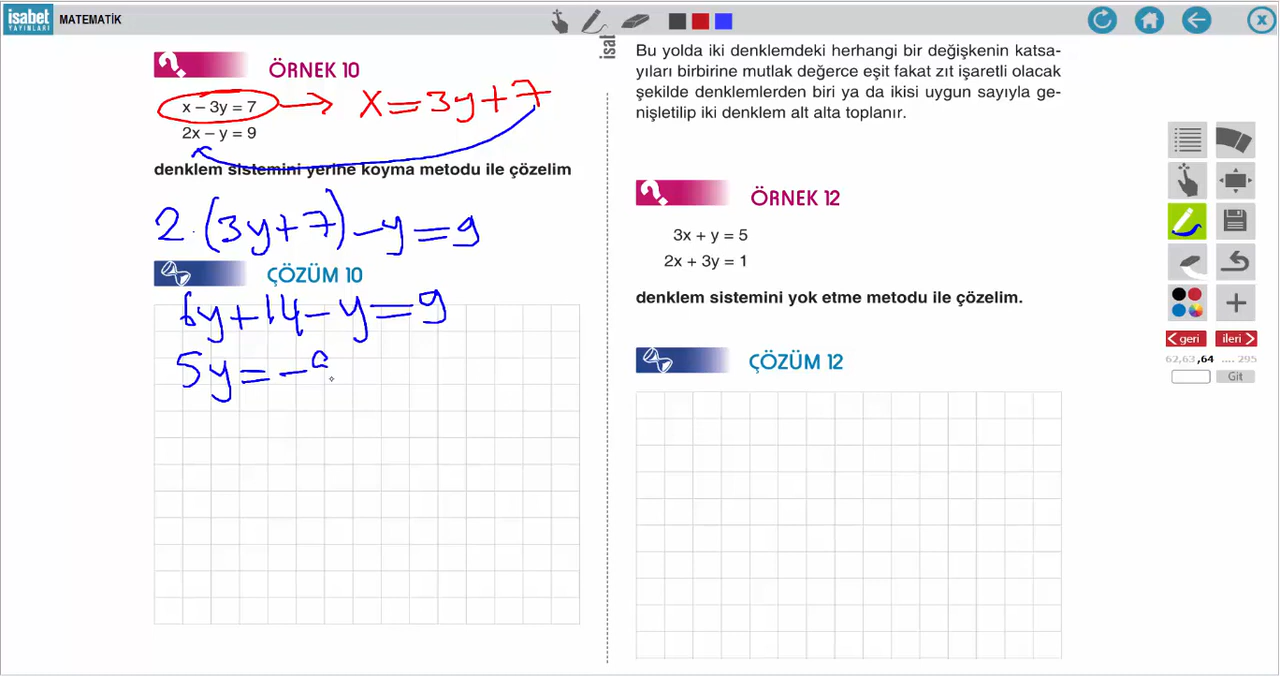 isabet
YAYINLARI
MATEMATİK
ÖRNEK 10
x – 3y = 7
x = 3y + 7
2x – y = 9
denklem sistemini yerine koyma metodu ile çözelim
2 . (3y + 7) – y = 9
ÇÖZÜM 10
6y + 14 – y = 9
5y = –
isat
Bu yolda iki denklemdeki herhangi bir değişkenin katsa-
yıları birbirine mutlak değerce eşit fakat zıt işaretli olacak
şekilde denklemlerden biri ya da ikisi uygun sayıyla ge-
nişletilip iki denklem alt alta toplanır.
ÖRNEK 12
3x + y = 5
2x + 3y = 1
denklem sistemini yok etme metodu ile çözelim.
ÇÖZÜM 12
geri
ileri
62,63,64 .... 295
Git